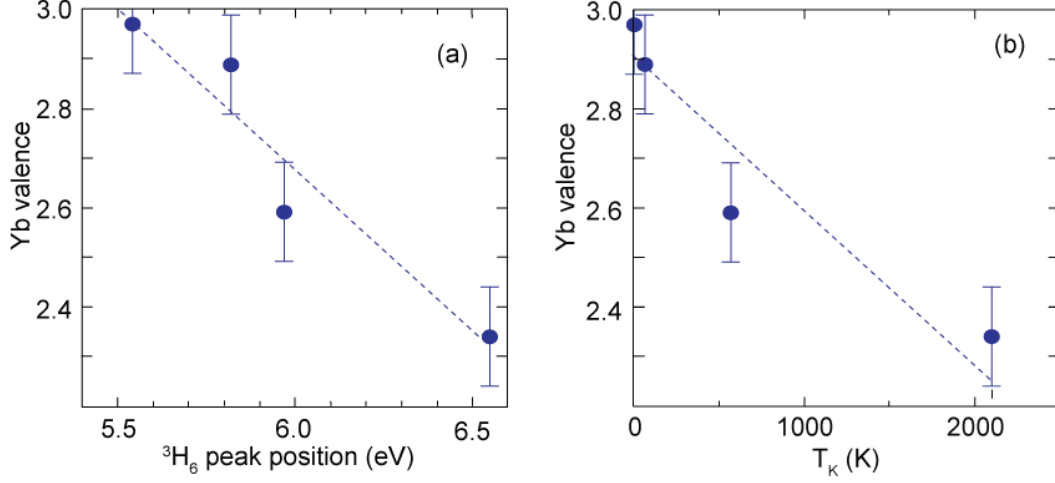 3.0
2.8
2.6
2.4
Yb valence
(a)
5.5
6.0
6.5
³H₆ peak position (eV)
3.0
2.8
2.6
2.4
Yb valence
(b)
0
1000
2000
T_K (K)